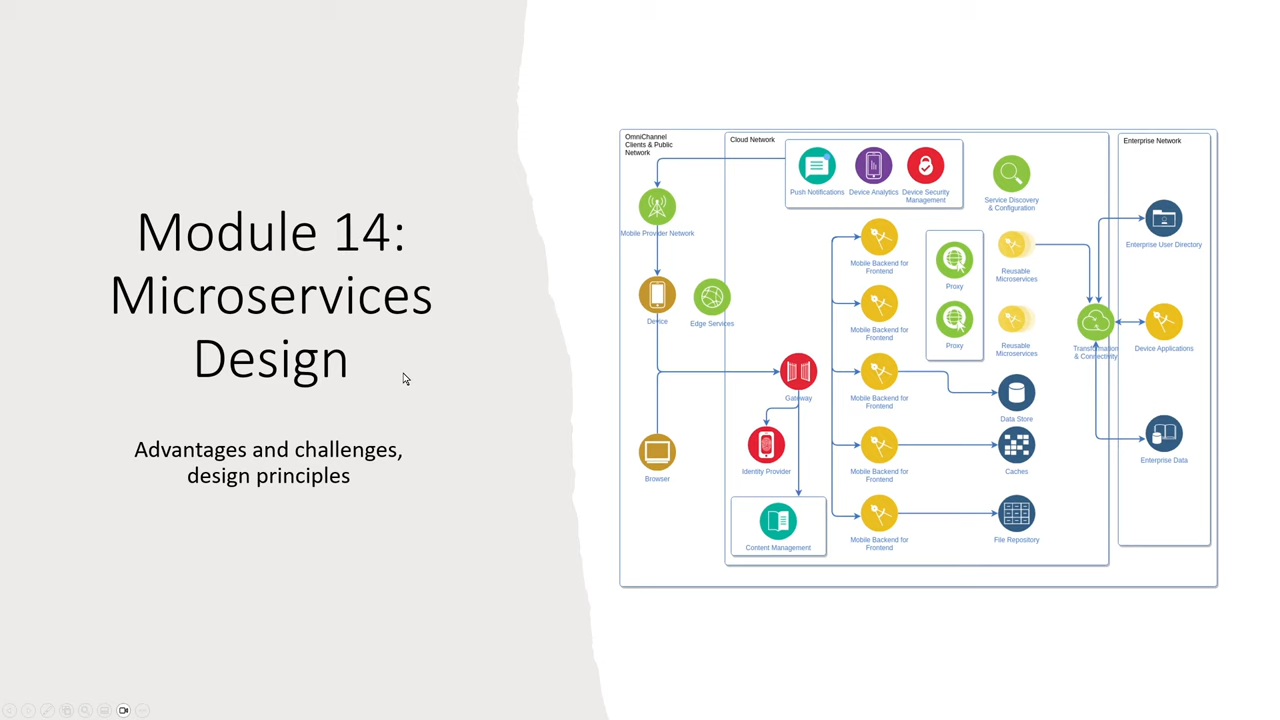 Module 14:
Microservices
Design
Advantages and challenges,
design principles
OmniChannel
Clients & Public
Network
Cloud Network
Enterprise Network
Push Notifications
Device Analytics
Device Security
Management
Service Discovery
& Configuration
Mobile Provider Network
Enterprise User Directory
Mobile Backend for
Frontend
Proxy
Reusable
Microservices
Device
Edge Services
Mobile Backend for
Frontend
Proxy
Reusable
Microservices
Transformation
& Connectivity
Device Applications
Gateway
Mobile Backend for
Frontend
Data Store
Browser
Identity Provider
Mobile Backend for
Frontend
Caches
Enterprise Data
Content Management
Mobile Backend for
Frontend
File Repository